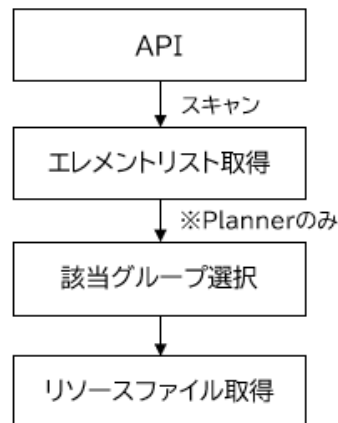 API
スキャン
エレメントリスト取得
※Plannerのみ
該当グループ選択
リソースファイル取得